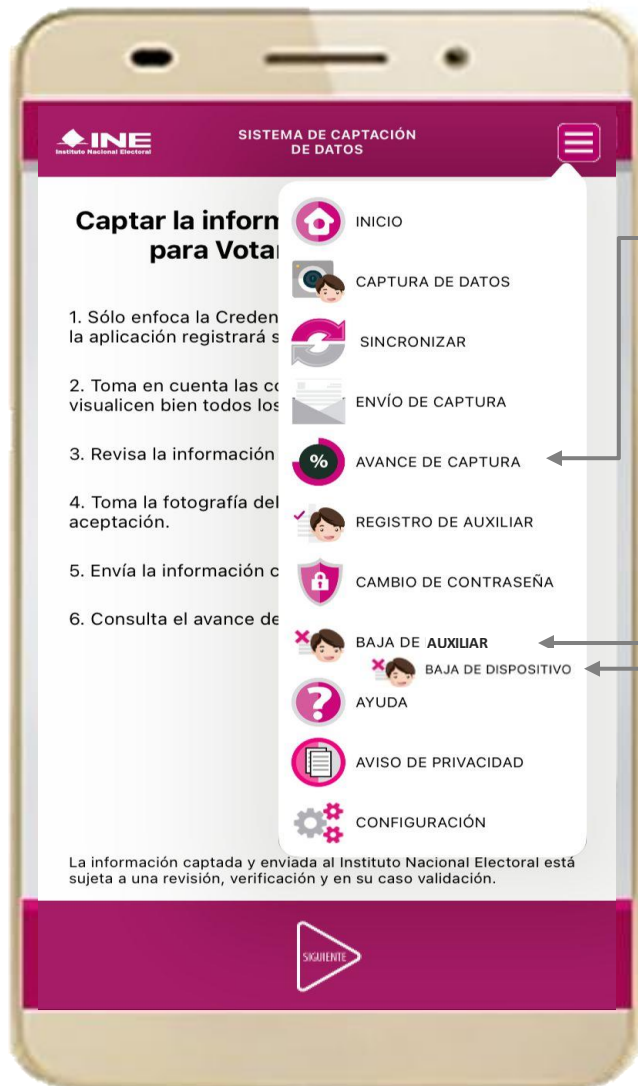 INE
Instituto Nacional Electoral
SISTEMA DE CAPTACIÓN
DE DATOS
Captar la inform
para Vota
1. Sólo enfoca la Creden
la aplicación registrará s
2. Toma en cuenta las co
visualicen bien todos los
3. Revisa la información
4. Toma la fotografía del
aceptación.
5. Envía la información c
6. Consulta el avance de
INICIO
CAPTURA DE DATOS
SINCRONIZAR
ENVÍO DE CAPTURA
%
AVANCE DE CAPTURA
REGISTRO DE AUXILIAR
CAMBIO DE CONTRASEÑA
BAJA DE AUXILIAR
BAJA DE DISPOSITIVO
?
AYUDA
AVISO DE PRIVACIDAD
CONFIGURACIÓN
La información captada y enviada al Instituto Nacional Electoral está
sujeta a una revisión, verificación y en su caso validación.
SIGUIENTE